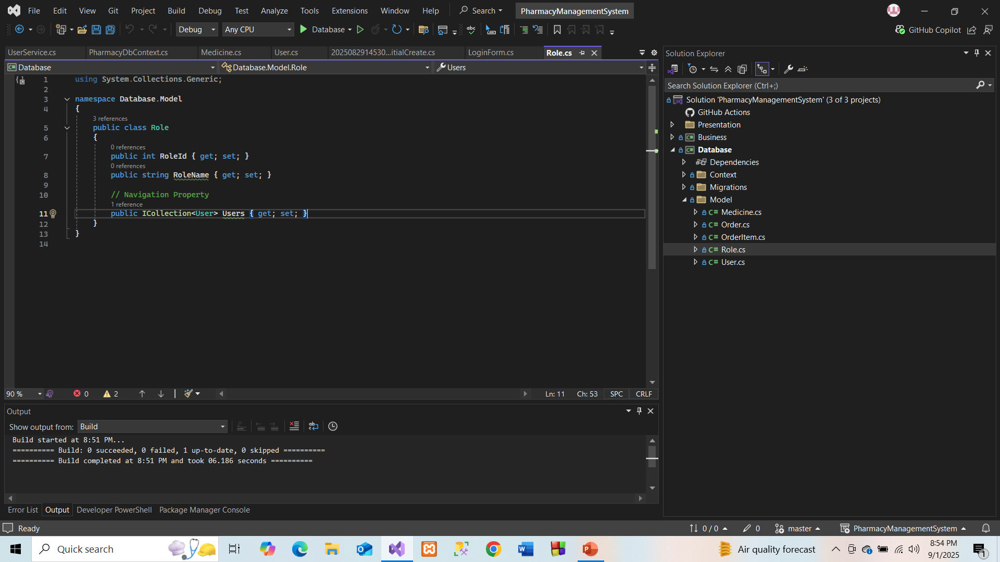 File Edit View Git Project Build Debug Test Analyze Tools Extensions Window Help Search PharmacyManagementSystem
Debug Any CPU Database GitHub Copilot
UserService.cs PharmacyDbContext.cs Medicine.cs User.cs 2025082914530...itialCreate.cs LoginForm.cs Role.cs
Database Database.Model.Role Users
1 using System.Collections.Generic;
2
3 namespace Database.Model
4 {
3 references
5 public class Role
6 {
0 references
7 public int RoleId { get; set; }
0 references
8 public string RoleName { get; set; }
9
10 // Navigation Property
1 reference
11 public ICollection<User> Users { get; set; }
12 }
13 }
14
90 % 0 2 Ln: 11 Ch: 53 SPC CRLF
Output
Show output from: Build
Build started at 8:51 PM...
========== Build: 0 succeeded, 0 failed, 1 up-to-date, 0 skipped ==========
========== Build completed at 8:51 PM and took 06.186 seconds ==========
Error List Output Developer PowerShell Package Manager Console
Solution Explorer
Search Solution Explorer (Ctrl+;)
Solution 'PharmacyManagementSystem' (3 of 3 projects)
GitHub Actions
Presentation
C# Business
C# Database
Dependencies
Context
Migrations
Model
C# Medicine.cs
C# Order.cs
C# OrderItem.cs
C# Role.cs
C# User.cs
Ready 0 / 0 0 master PharmacyManagementSystem
Quick search Air quality forecast 8:54 PM
9/1/2025
1